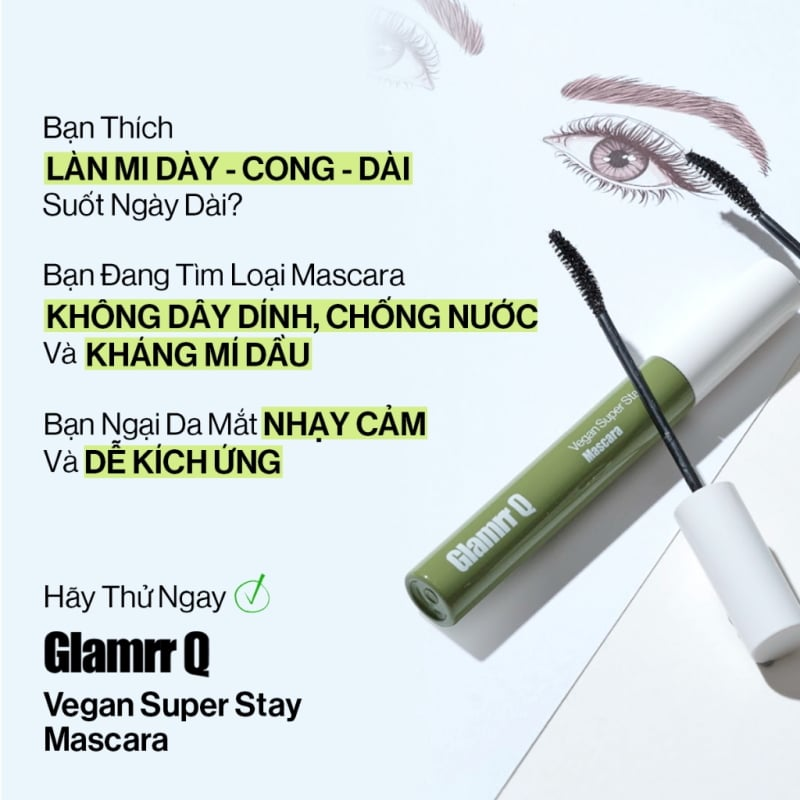 Bạn Thích
LÀN MI DÀY - CONG - DÀI
Suốt Ngày Dài?
Bạn Đang Tìm Loại Mascara
KHÔNG DÂY DÍNH, CHỐNG NƯỚC
Và KHÁNG MÍ DẦU
Bạn Ngại Da Mắt NHẠY CẢM
Và DỄ KÍCH ỨNG
Hãy Thử Ngay
Glamrr Q
Vegan Super Stay
Mascara
Vegan Super Sta
Mascara
Glamrr Q